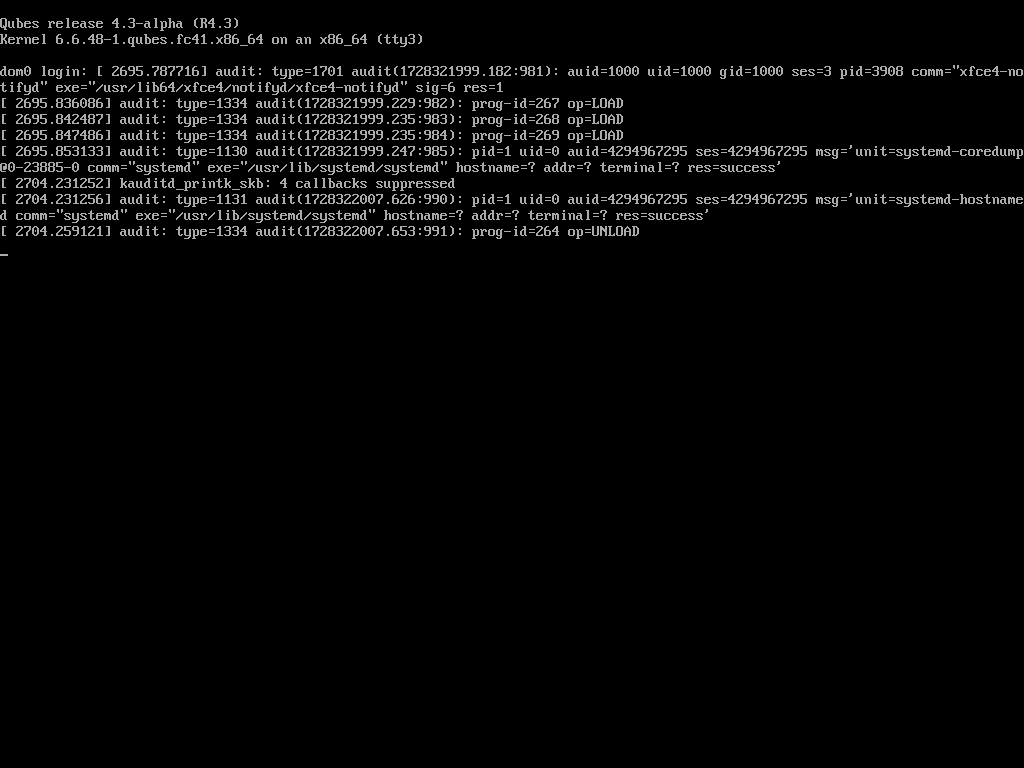 Qubes release 4.3-alpha (R4.3)
Kernel 6.6.48-1.qubes.fc41.x86_64 on an x86_64 (tty3)
dom0 login: [ 2695.787716] audit: type=1701 audit(1728321999.182:981): auid=1000 uid=1000 gid=1000 ses=3 pid=3908 comm="xfce4-no
tifyd" exe="/usr/lib64/xfce4/notifyd/xfce4-notifyd" sig=6 res=1
[ 2695.836086] audit: type=1334 audit(1728321999.229:982): prog-id=267 op=LOAD
[ 2695.842487] audit: type=1334 audit(1728321999.235:983): prog-id=268 op=LOAD
[ 2695.847486] audit: type=1334 audit(1728321999.235:984): prog-id=269 op=LOAD
[ 2695.853133] audit: type=1130 audit(1728321999.247:985): pid=1 uid=0 auid=4294967295 ses=4294967295 msg='unit=systemd-coredump
@0-23885-0 comm="systemd" exe="/usr/lib/systemd/systemd" hostname=? addr=? terminal=? res=success'
[ 2704.231252] kauditd_printk_skb: 4 callbacks suppressed
[ 2704.231256] audit: type=1131 audit(1728322007.626:990): pid=1 uid=0 auid=4294967295 ses=4294967295 msg='unit=systemd-hostname
d comm="systemd" exe="/usr/lib/systemd/systemd" hostname=? addr=? terminal=? res=success'
[ 2704.259121] audit: type=1334 audit(1728322007.653:991): prog-id=264 op=UNLOAD